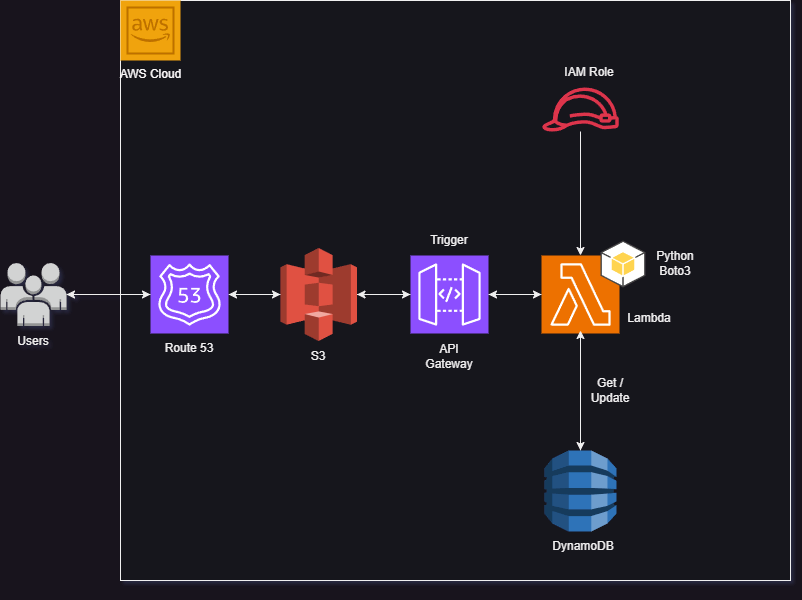 aws
AWS Cloud
IAM Role
Trigger
Python
Boto3
53
</>
Lambda
Users
Route 53
S3
API
Gateway
Get /
Update
DynamoDB